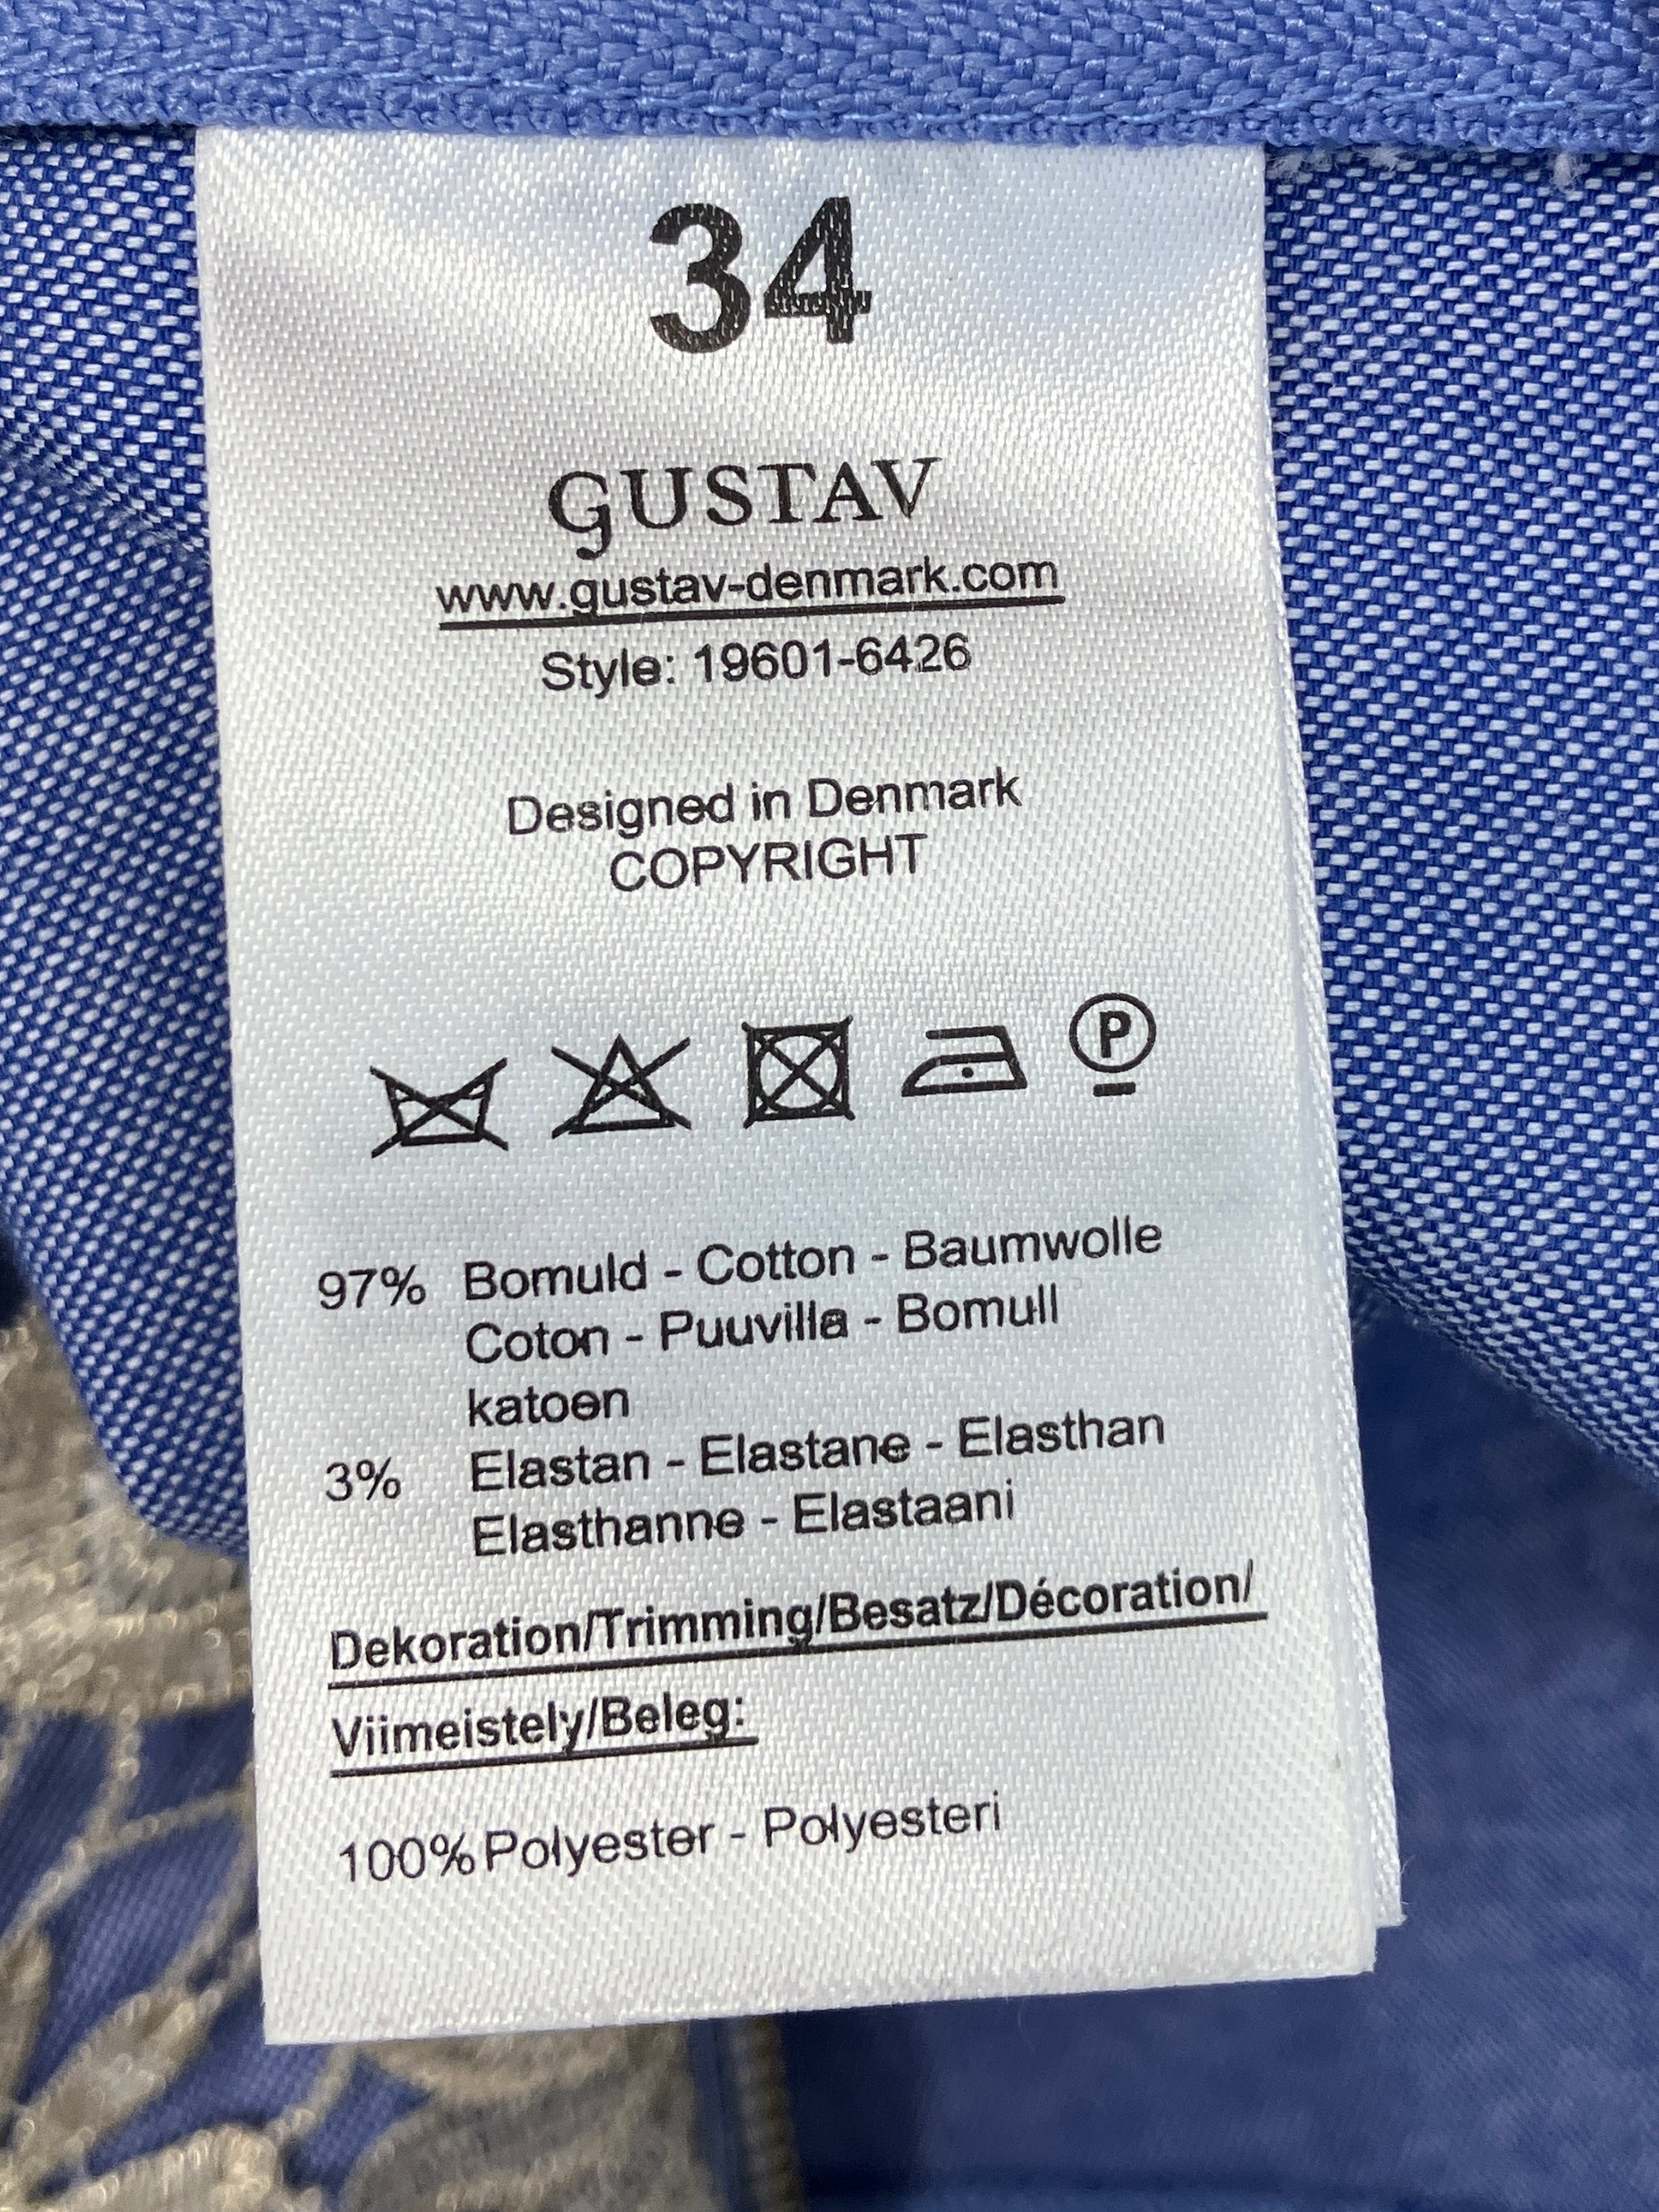 34
GUSTAV
www.gustav-denmark.com
Style: 19601-6426
Designed in Denmark
COPYRIGHT
P
97% Bomuld - Cotton - Baumwolle
Coton - Puuvilla - Bomull
katoen
3% Elastan - Elastane - Elasthan
Elasthanne - Elastaani
Dekoration/Trimming/Besatz/Décoration/
Viimeistely/Beleg:
100% Polyester - Polyesteri